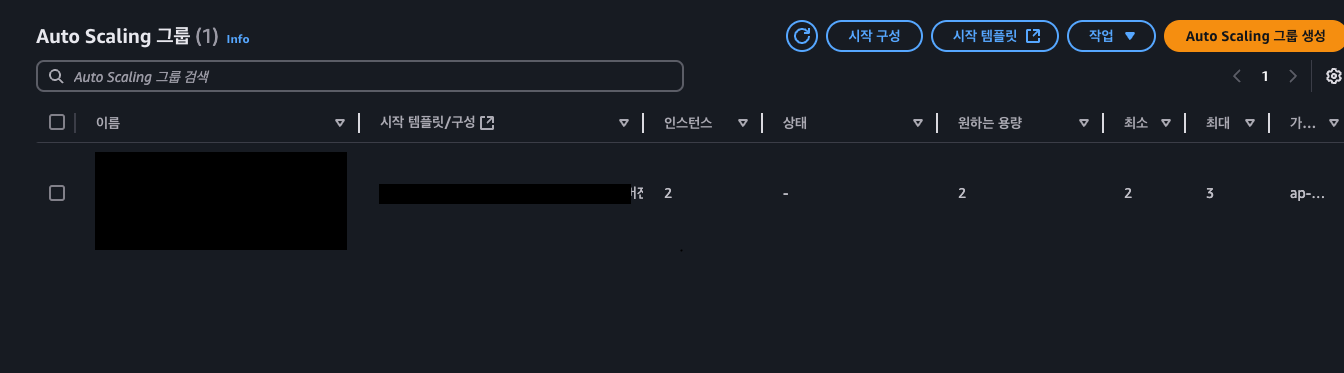 Auto Scaling 그룹 (1) Info
시작 구성 시작 템플릿 작업 Auto Scaling 그룹 생성
Auto Scaling 그룹 검색
1
이름 시작 템플릿/구성 인스턴스 상태 원하는 용량 최소 최대 가...
2 - 2 2 3 ap-...